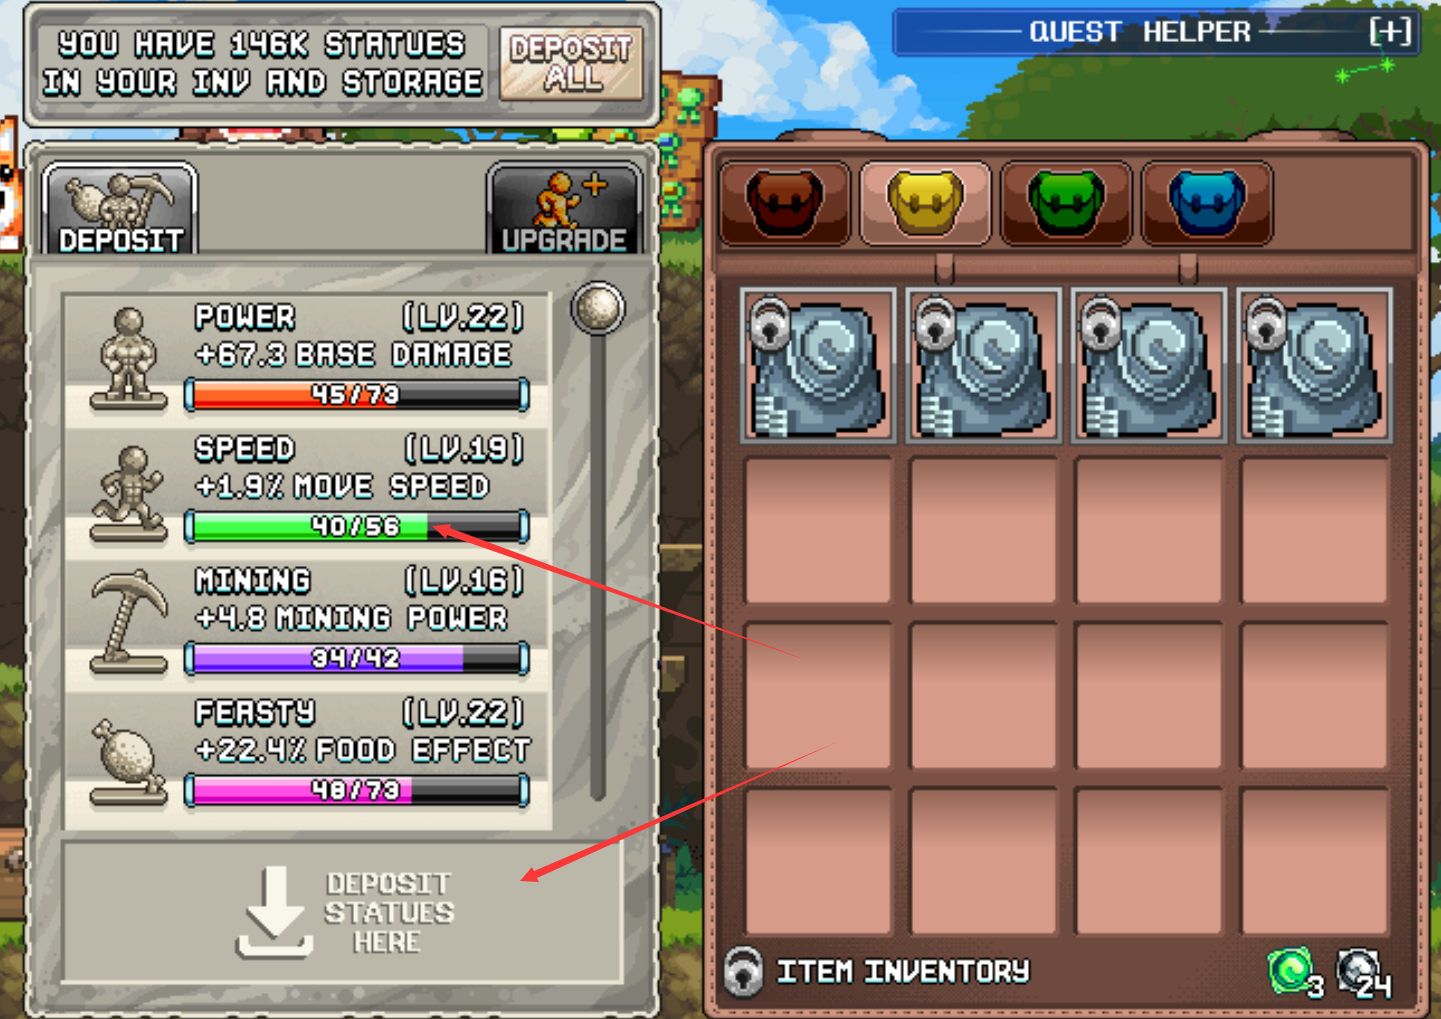 YOU HAVE 146K STATUES
IN YOUR INV AND STORAGE
DEPOSIT
ALL
QUEST HELPER
[+]
DEPOSIT
UPGRADE
POWER (LV.22)
+67.3 BASE DAMAGE
45/73
SPEED (LV.19)
+1.9% MOVE SPEED
40/56
MINING (LV.16)
+4.8 MINING POWER
34/42
FEASTY (LV.22)
+22.4% FOOD EFFECT
48/73
DEPOSIT
STATUES
HERE
ITEM INVENTORY
3
24